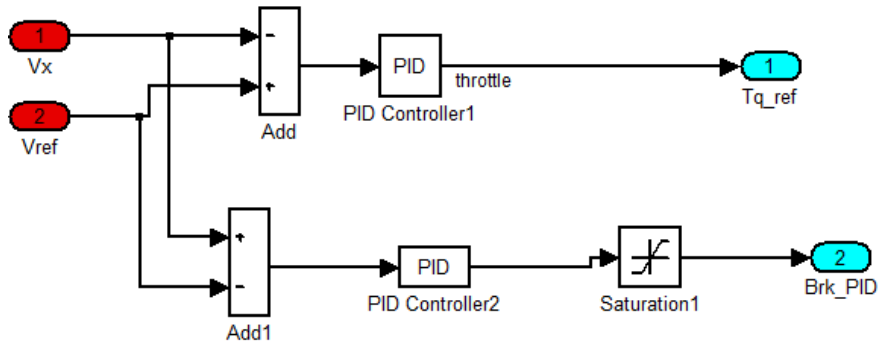 1
Vx
2
Vref
-
+
Add
PID
PID Controller1
throttle
1
Tq_ref
+
-
Add1
PID
PID Controller2
Saturation1
2
Brk_PID